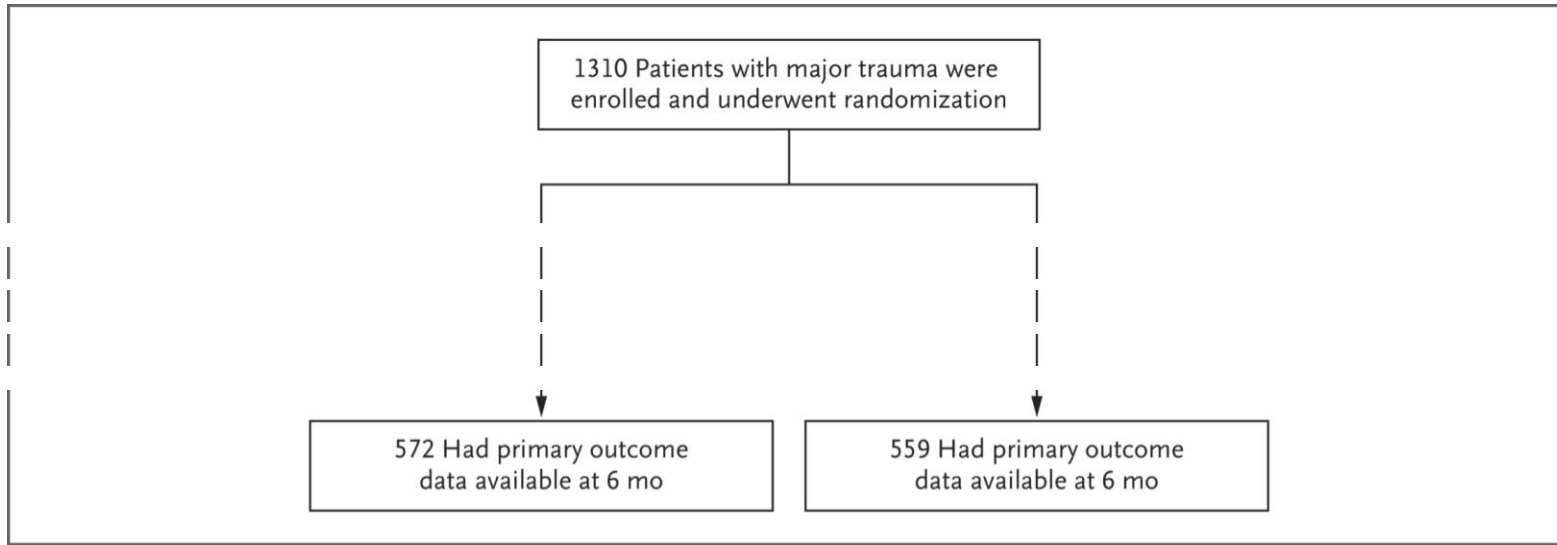 1310 Patients with major trauma were
enrolled and underwent randomization
572 Had primary outcome
data available at 6 mo
559 Had primary outcome
data available at 6 mo